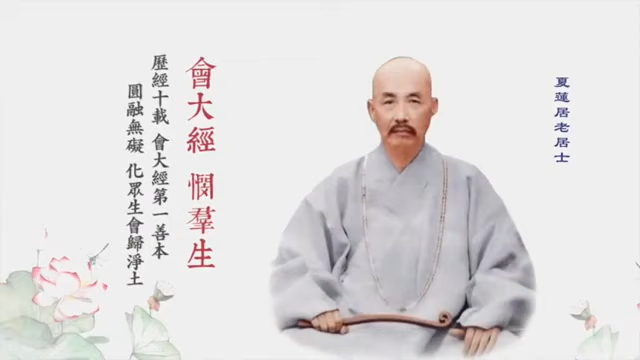 夏蓮居老居士
會大經 憫羣生
歷經十載 會大經第一善本
圓融無礙 化眾生會歸淨土